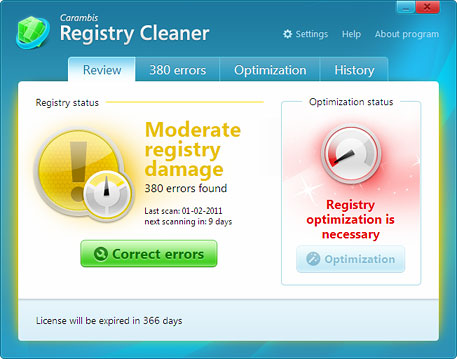 Carambis
Registry Cleaner
Settings
Help
About program
Review
380 errors
Optimization
History
Registry status
Moderate
registry
damage
380 errors found
Last scan: 01-02-2011
next scanning in: 9 days
Correct errors
Optimization status
Registry
optimization is
necessary
Optimization
License will be expired in 366 days